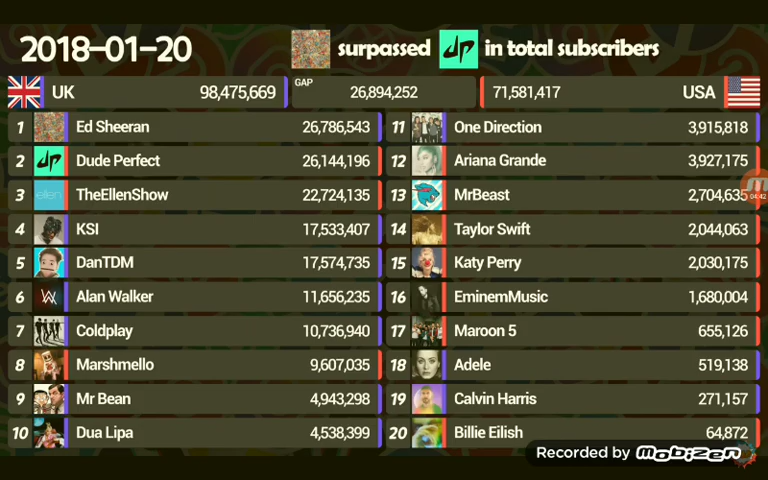 2018-01-20 surpassed dp in total subscribers
UK 98,475,669 GAP 26,894,252 71,581,417 USA
1 Ed Sheeran 26,786,543
2 dp Dude Perfect 26,144,196
3 ellen TheEllenShow 22,724,135
4 KSI 17,533,407
5 DanTDM 17,574,735
6 Alan Walker 11,656,235
7 Coldplay 10,736,940
8 Marshmello 9,607,035
9 Mr Bean 4,943,298
10 Dua Lipa 4,538,399
11 One Direction 3,915,818
12 Ariana Grande 3,927,175
13 MrBeast 2,704,635
14 Taylor Swift 2,044,063
15 Katy Perry 2,030,175
16 EminemMusic 1,680,004
17 Maroon 5 655,126
18 Adele 519,138
19 Calvin Harris 271,157
20 Billie Eilish 64,872
04:42
Recorded by Mobizen